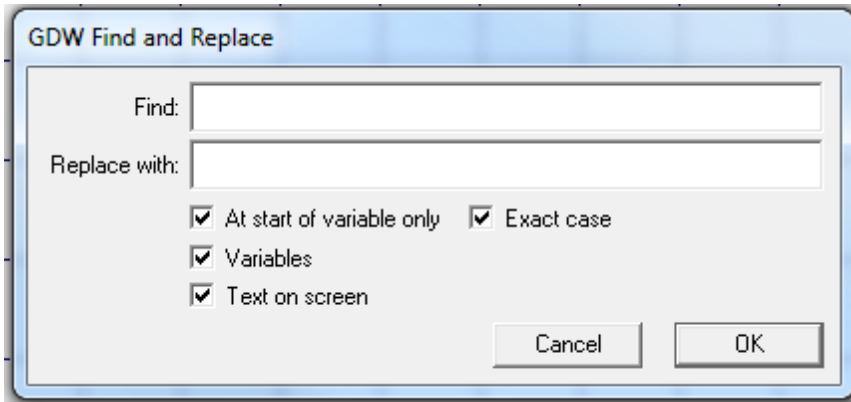 GDW Find and Replace
Find:
Replace with:
At start of variable only Exact case
Variables
Text on screen
Cancel OK